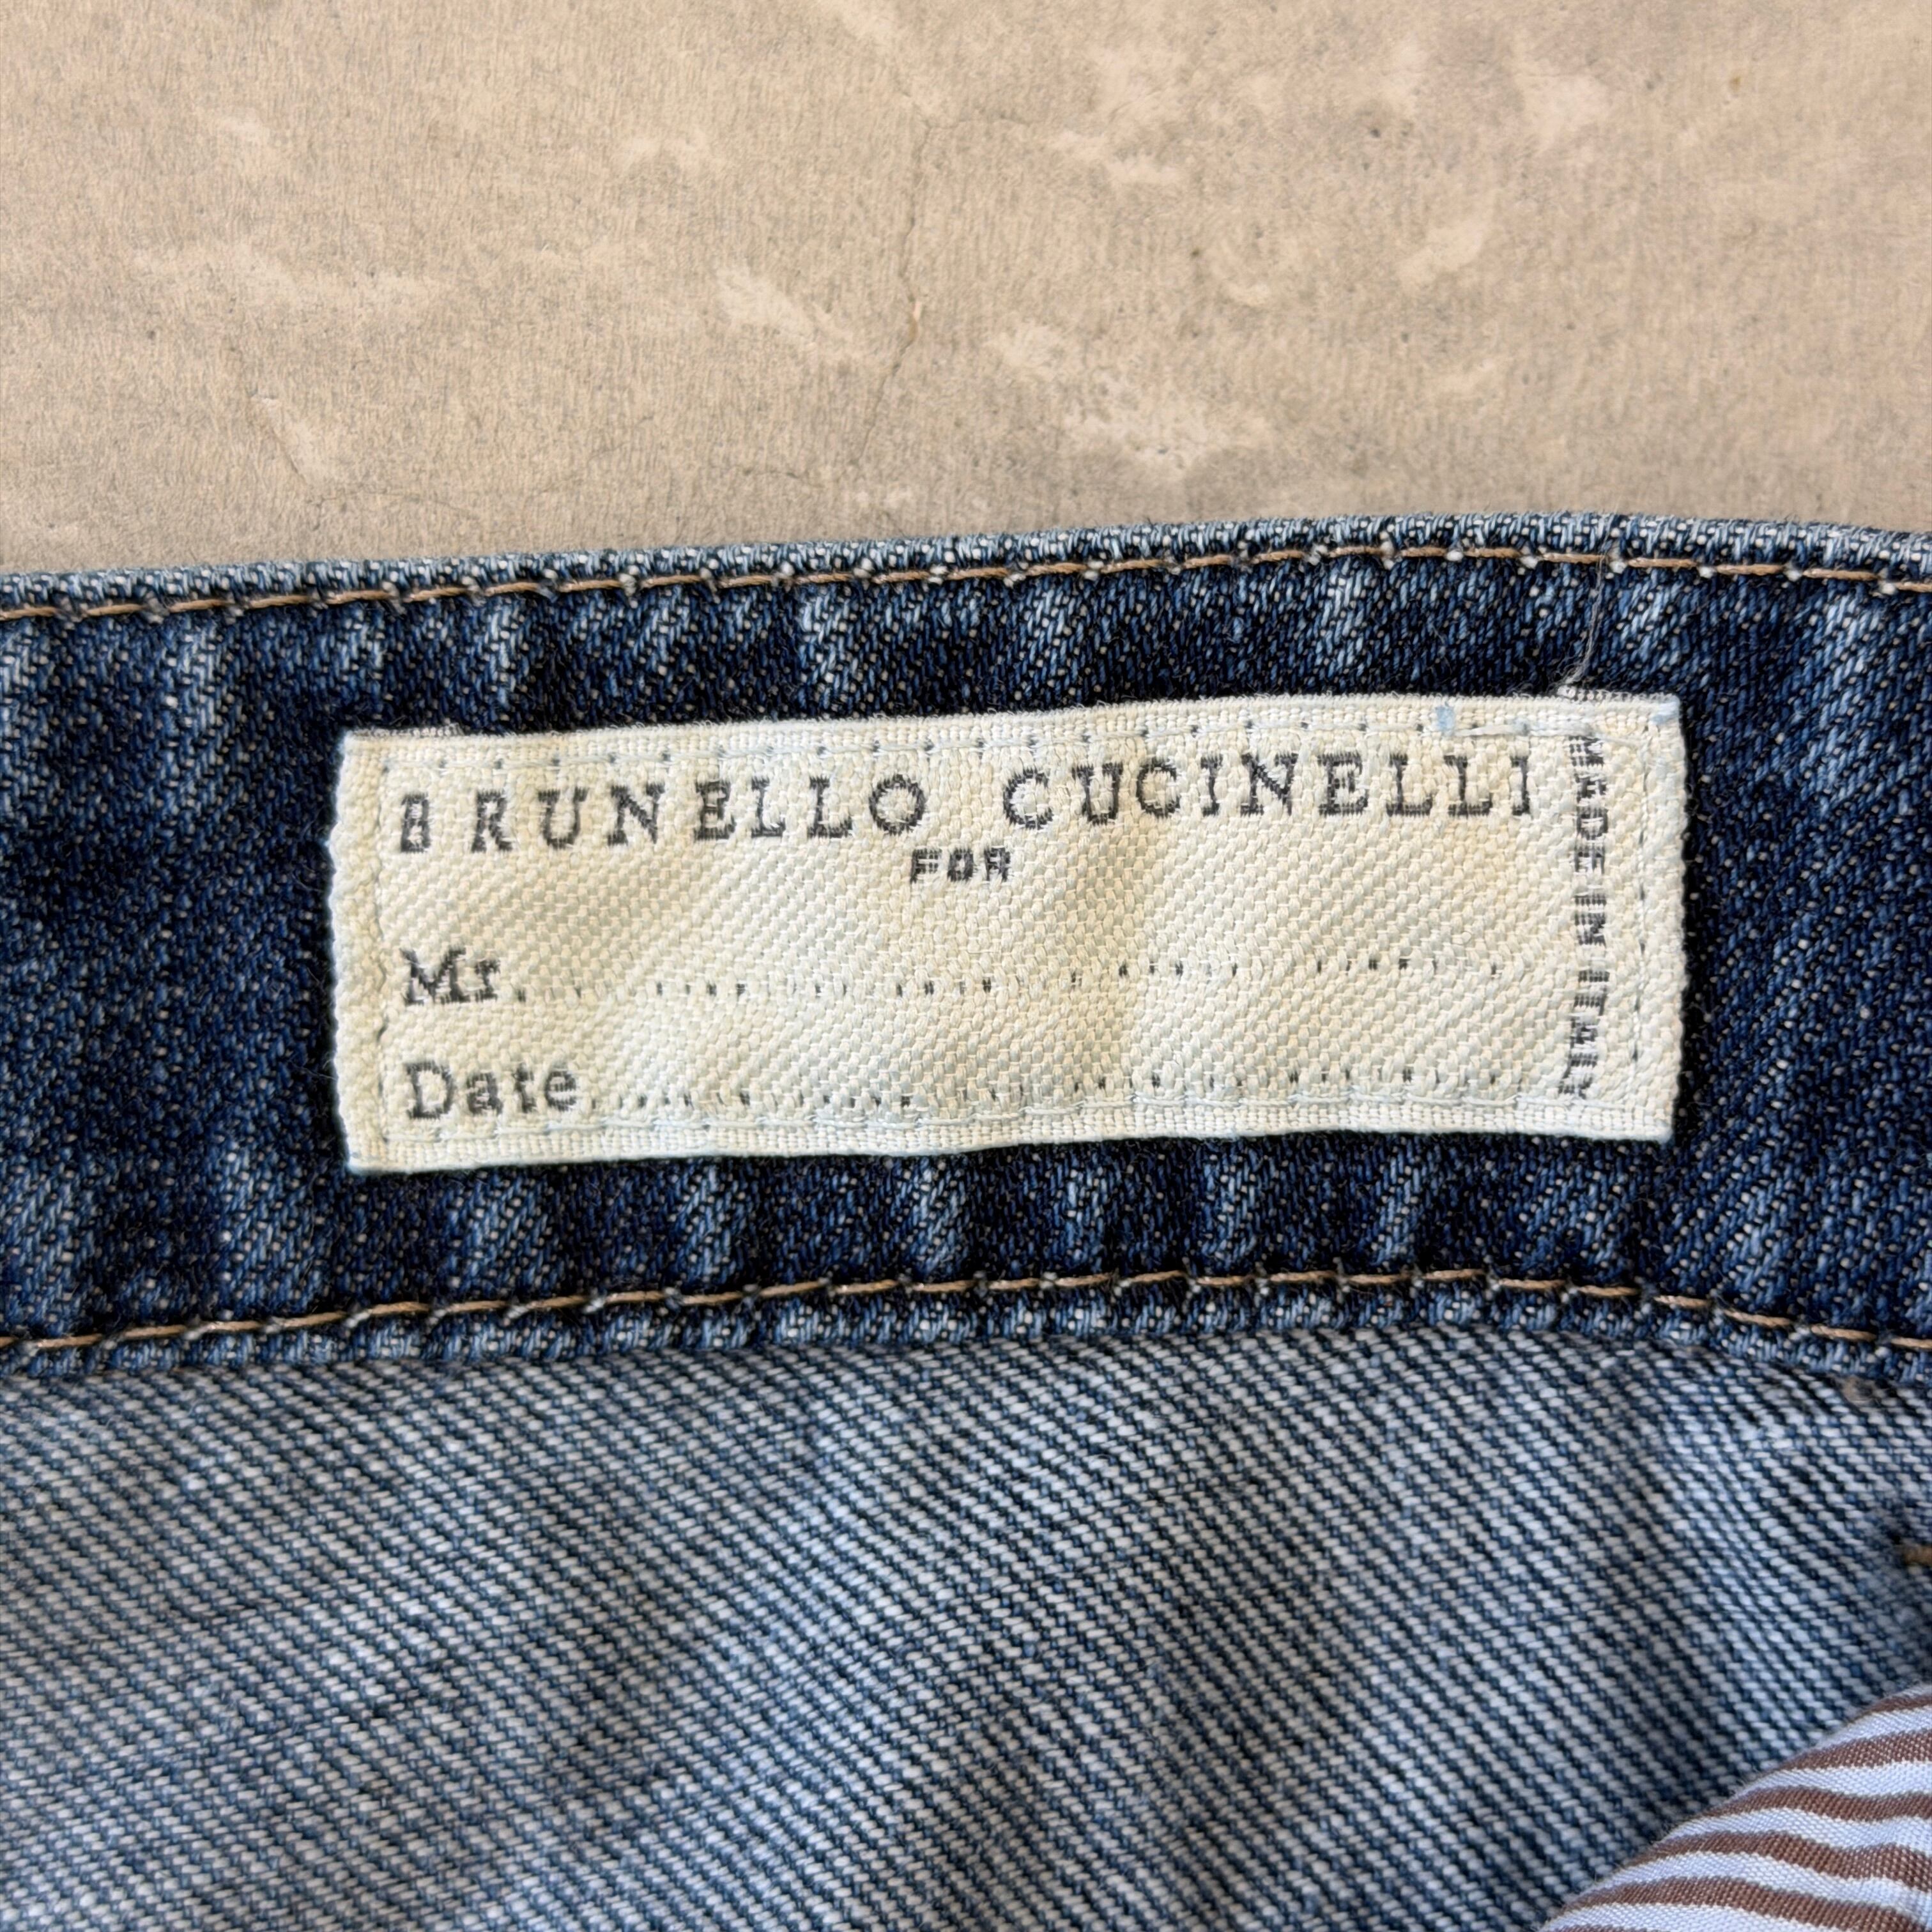 BRUNELLO CUCINELLI
FOR
Mr..............................
Date..............................
MADE IN ITALY